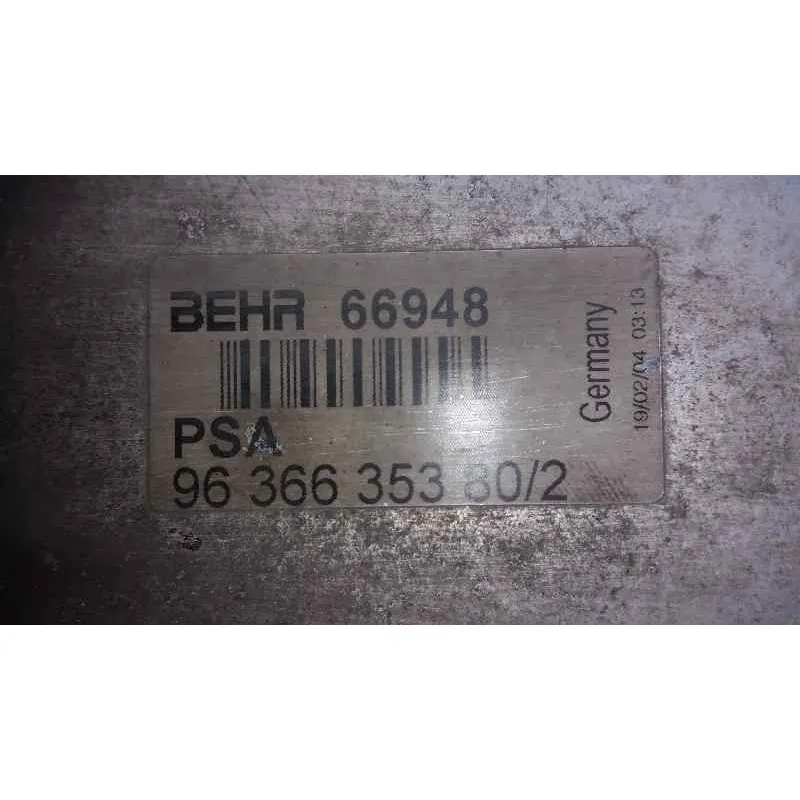 BEHR 66948
PSA
96 366 353 80/2
Germany
19/02/04 03:13